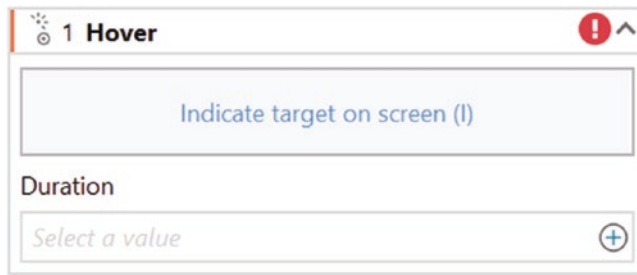 1 Hover
Indicate target on screen (I)
Duration
Select a value